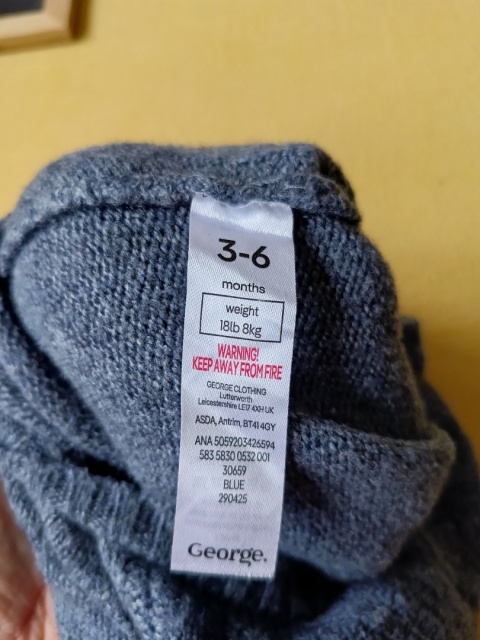 3-6
months
weight
18lb 8kg
WARNING!
KEEP AWAY FROM FIRE
GEORGE CLOTHING
Lutterworth
Leicestershire LE17 4XH UK
ASDA, Antrim, BT41 4GY
ANA 5059203426594
583 5830 0532 001
30659
BLUE
290425
George.